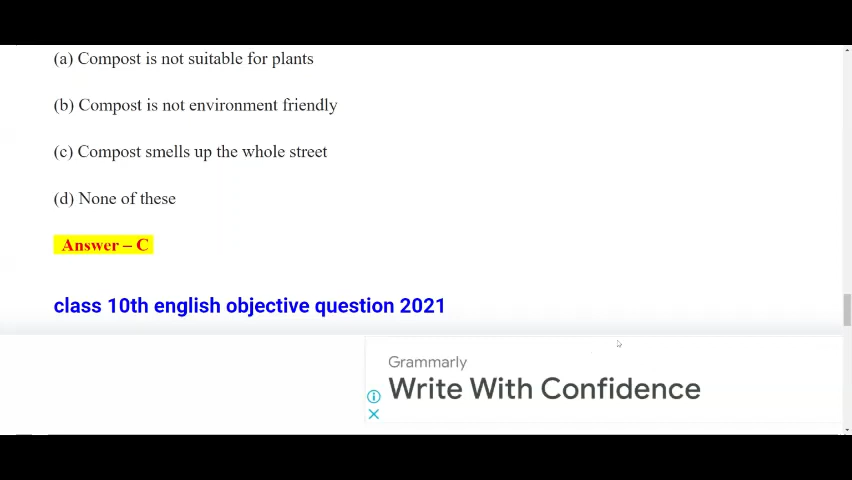 (a) Compost is not suitable for plants
(b) Compost is not environment friendly
(c) Compost smells up the whole street
(d) None of these
Answer – C
class 10th english objective question 2021
Grammarly
Write With Confidence